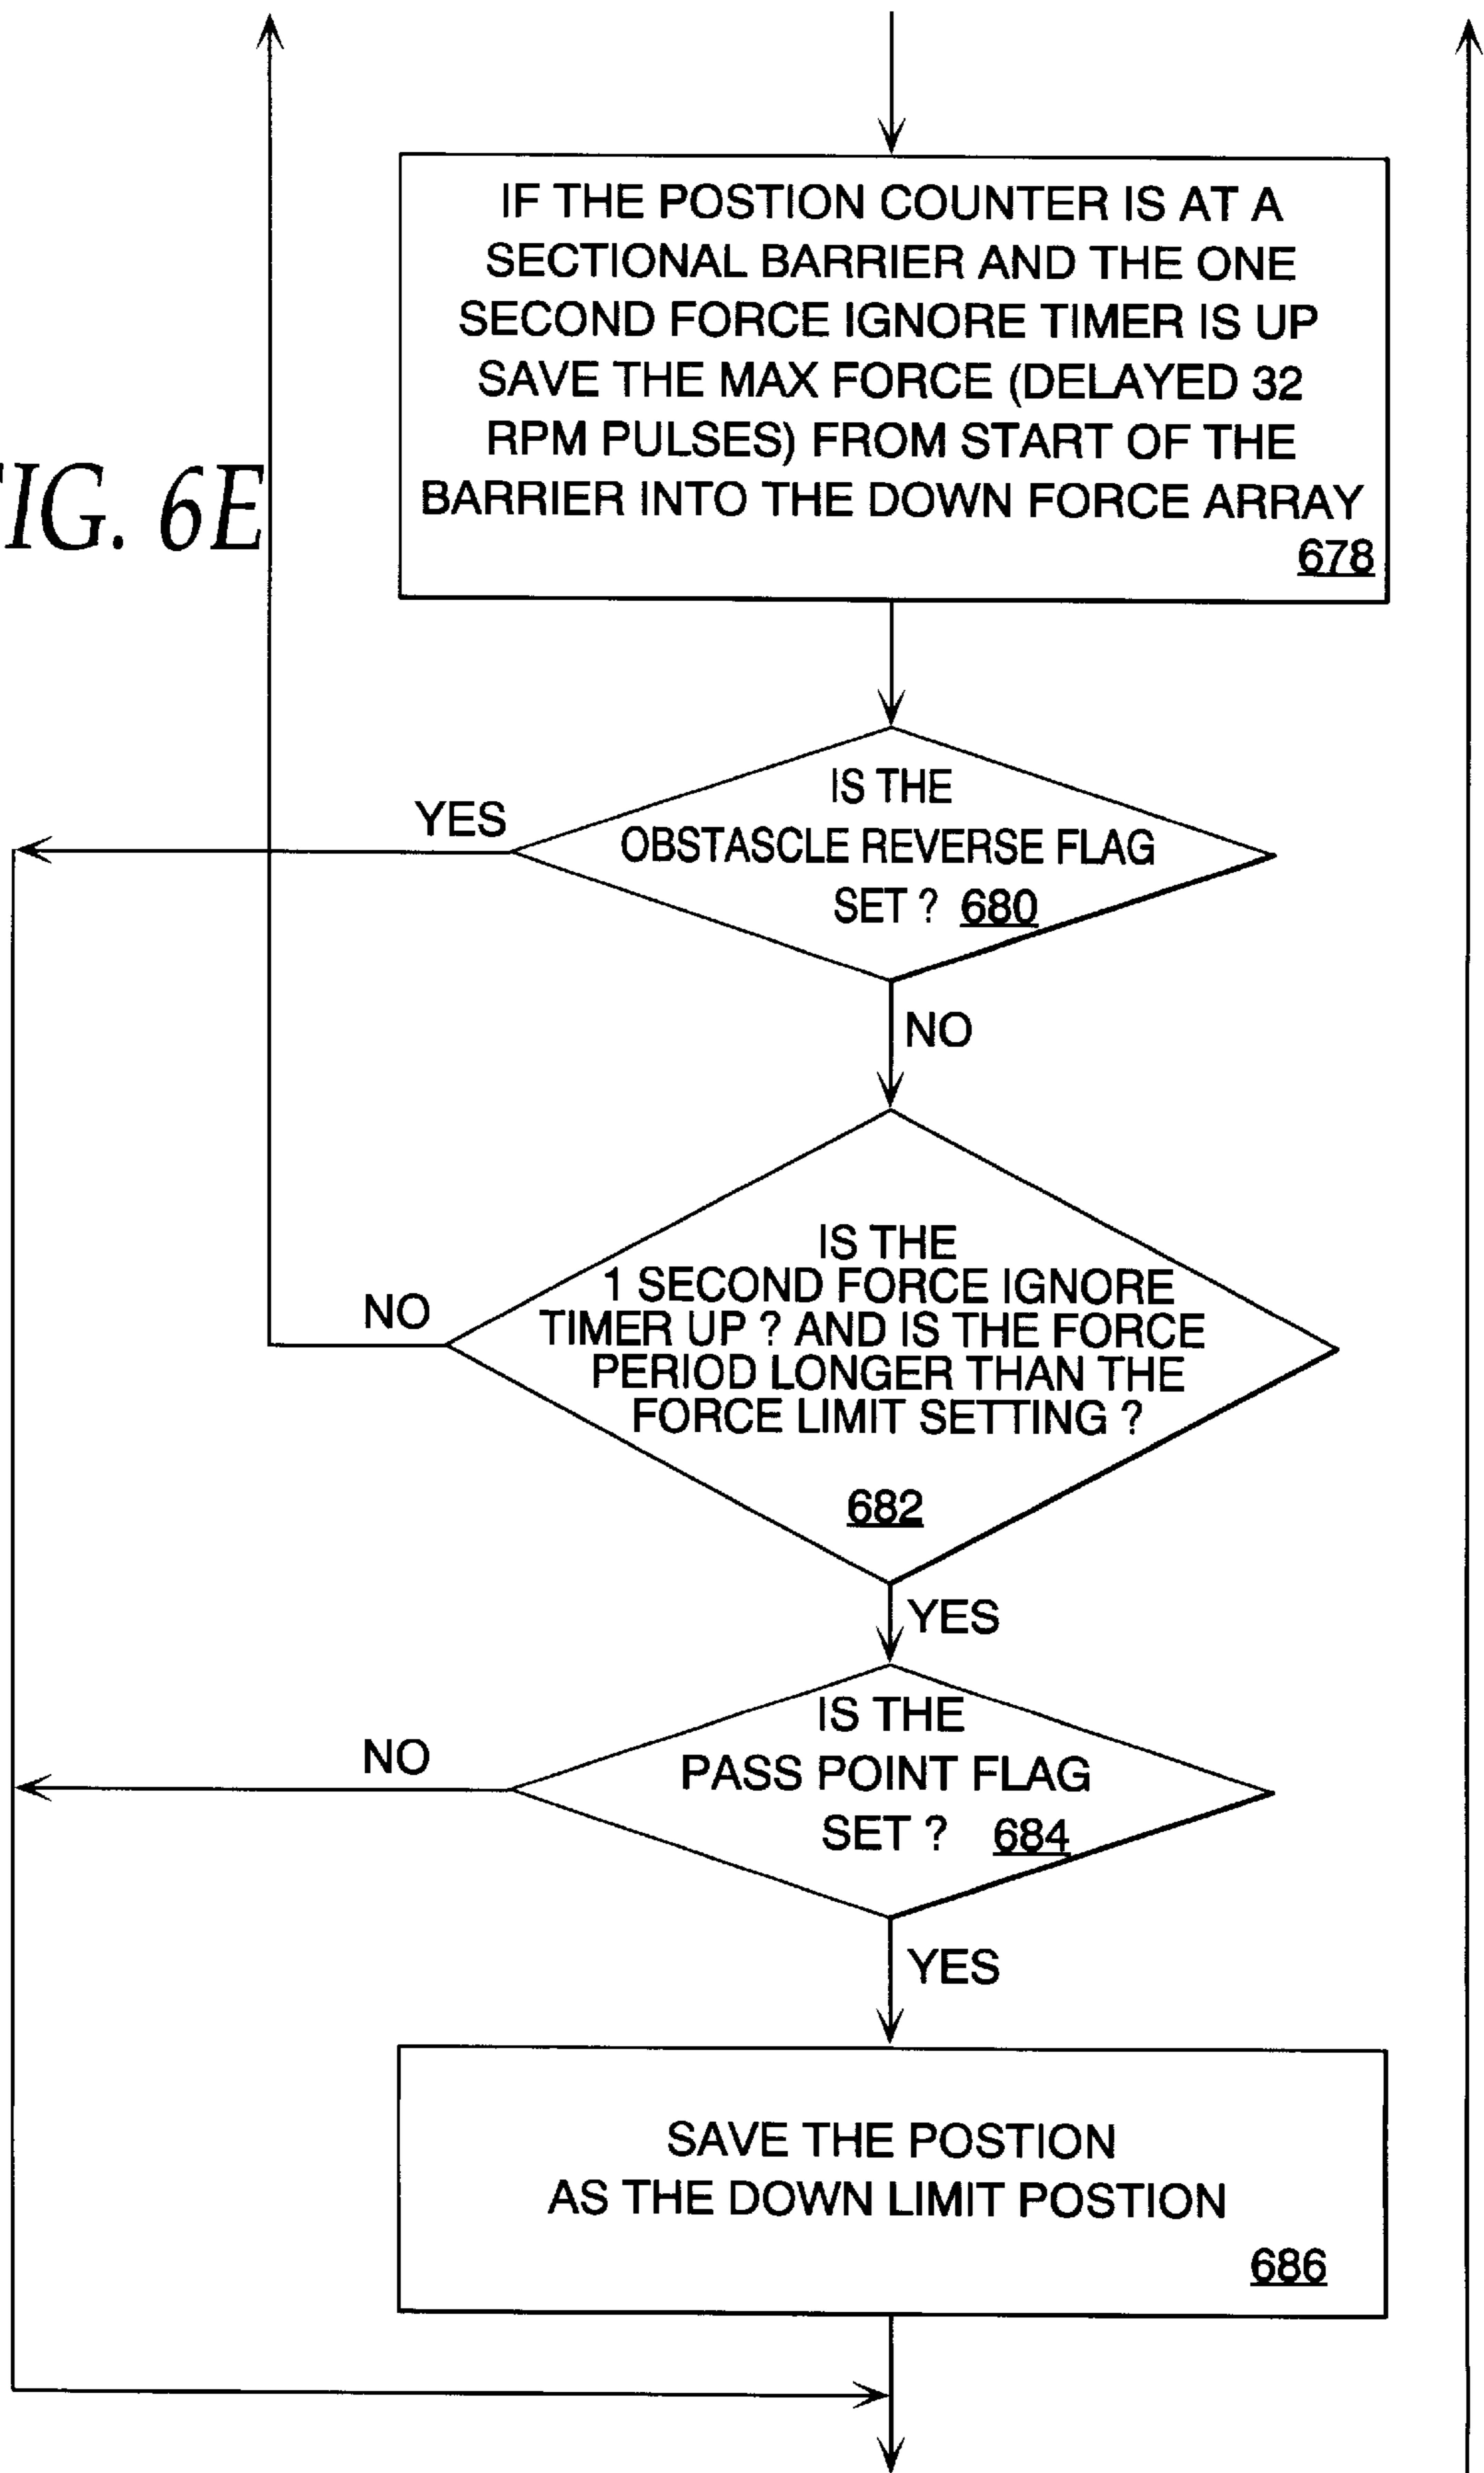 IF THE POSTION COUNTER IS AT A
SECTIONAL BARRIER AND THE ONE
SECOND FORCE IGNORE TIMER IS UP
SAVE THE MAX FORCE (DELAYED 32
RPM PULSES) FROM START OF THE
BARRIER INTO THE DOWN FORCE ARRAY
678
IG. 6E
IS THE
OBSTASCLE REVERSE FLAG
SET ? 680
YES
NO
IS THE
1 SECOND FORCE IGNORE
TIMER UP ? AND IS THE FORCE
PERIOD LONGER THAN THE
FORCE LIMIT SETTING ?
682
NO
YES
IS THE
PASS POINT FLAG
SET ? 684
NO
YES
SAVE THE POSTION
AS THE DOWN LIMIT POSTION
686